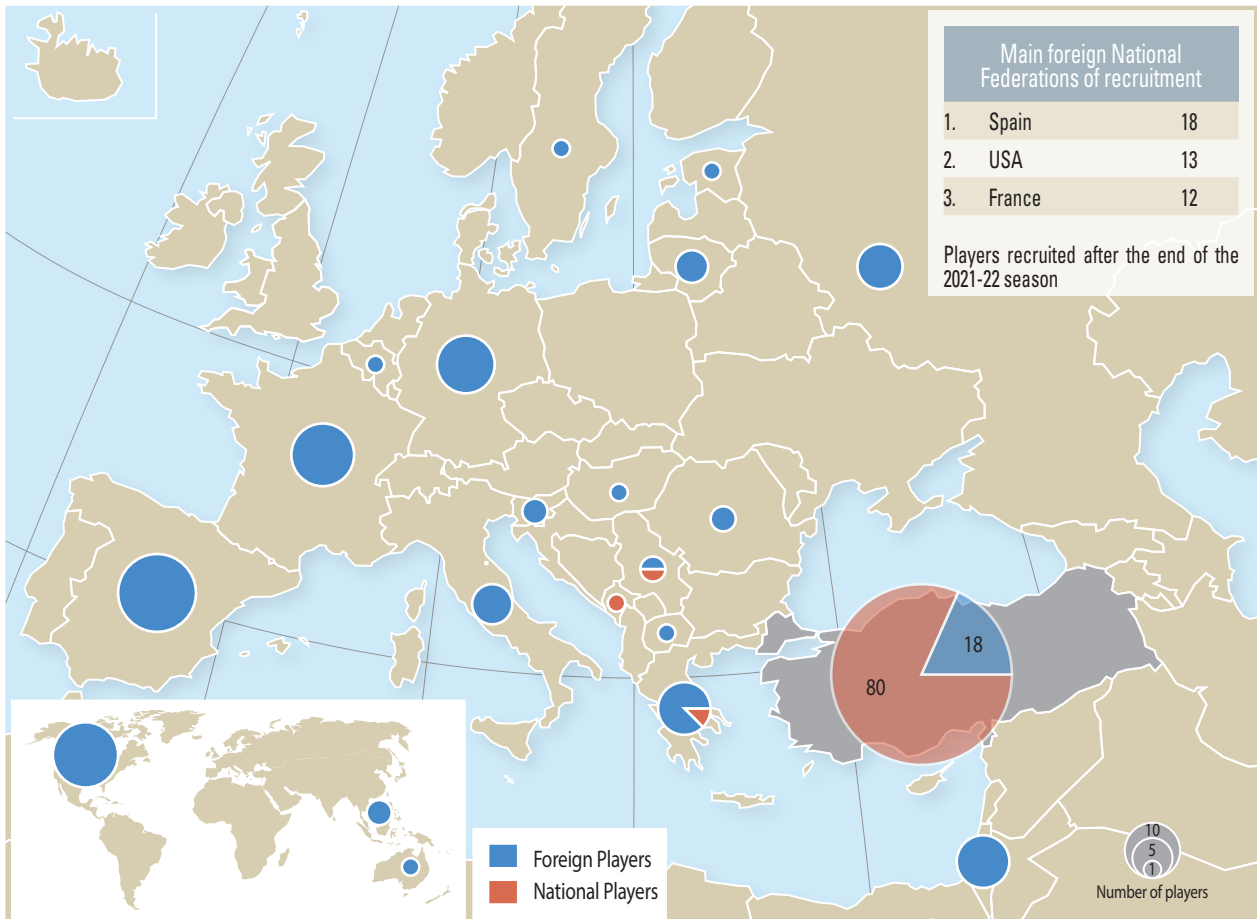 Main foreign National
Federations of recruitment
1. Spain 18
2. USA 13
3. France 12
Players recruited after the end of the
2021-22 season
18
80
Foreign Players
National Players
10
5
1
Number of players